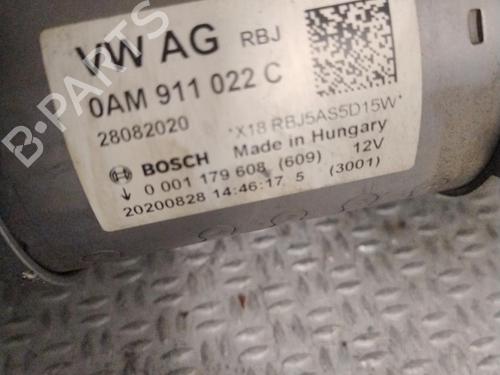 VW AG RBJ
0AM 911 022 C
28082020 *X18 RBJ5AS5D15W*
Made in Hungary
BOSCH 12V
0 001 179 608 (609) (3001)
20200828 14:46:17 5